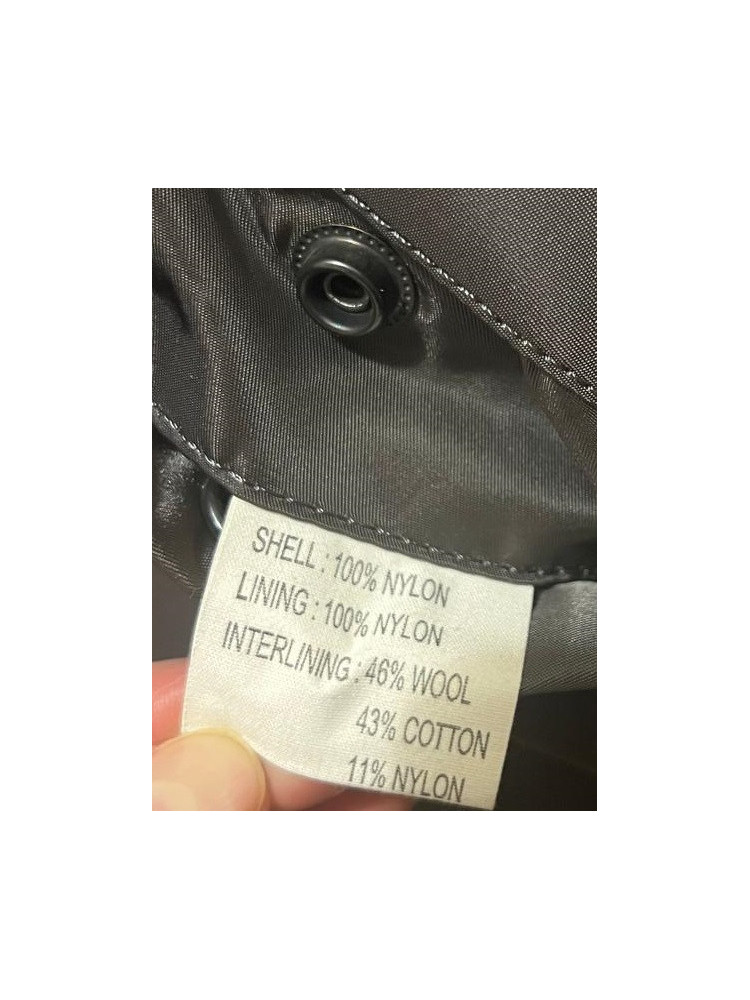 SHELL : 100% NYLON
LINING : 100% NYLON
INTERLINING : 46% WOOL
43% COTTON
11% NYLON